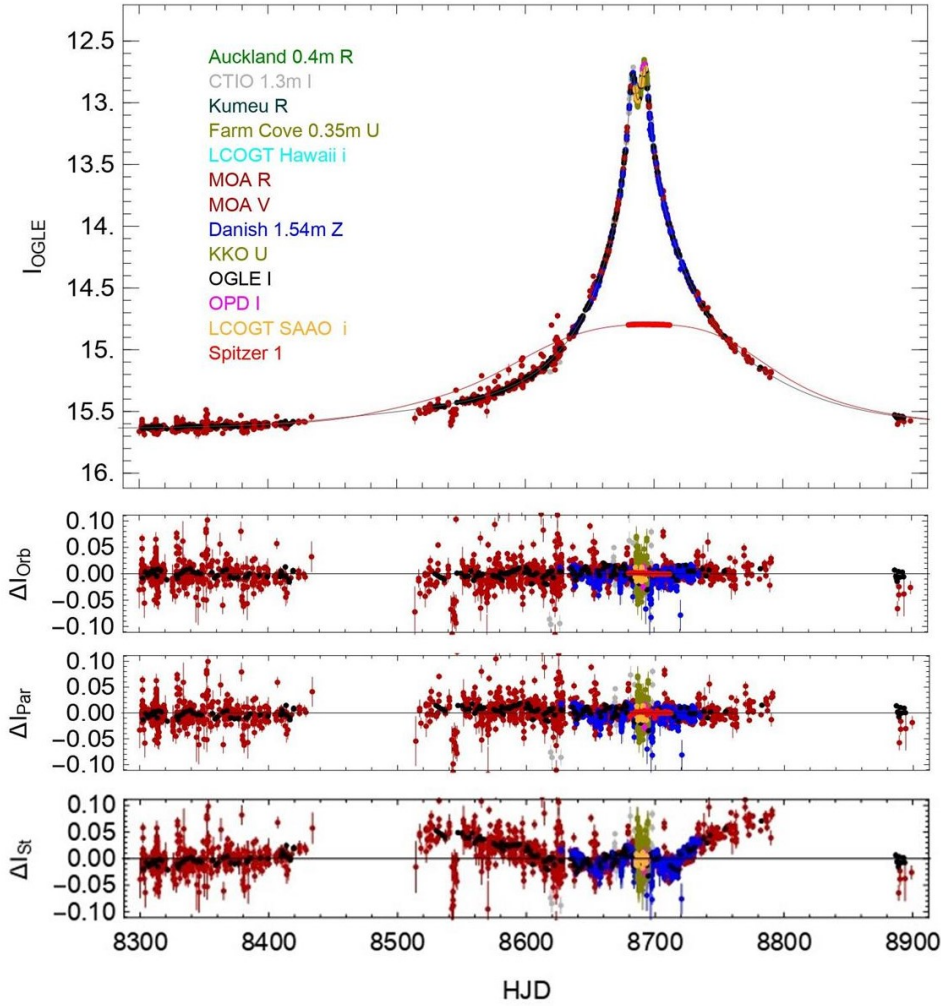 12.5
13.
13.5
14.
14.5
15.
15.5
16.
I_OGLE
Auckland 0.4m R
CTIO 1.3m I
Kumeu R
Farm Cove 0.35m U
LCOGT Hawaii i
MOA R
MOA V
Danish 1.54m Z
KKO U
OGLE I
OPD I
LCOGT SAAO i
Spitzer 1
0.10
0.05
0.00
−0.05
−0.10
ΔI_Orb
0.10
0.05
0.00
−0.05
−0.10
ΔI_Par
0.10
0.05
0.00
−0.05
−0.10
ΔI_St
8300 8400 8500 8600 8700 8800 8900
HJD